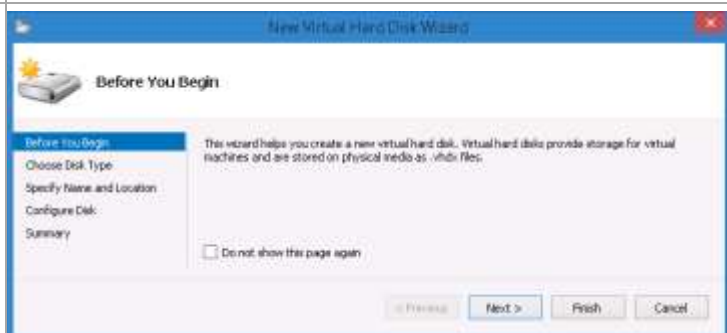 New Virtual Hard Disk Wizard
Before You Begin
Before You Begin
Choose Disk Type
Specify Name and Location
Configure Disk
Summary
This wizard helps you create a new virtual hard disk. Virtual hard disks provide storage for virtual
machines and are stored on physical media as .vhdx files.
Do not show this page again
< Previous
Next >
Finish
Cancel